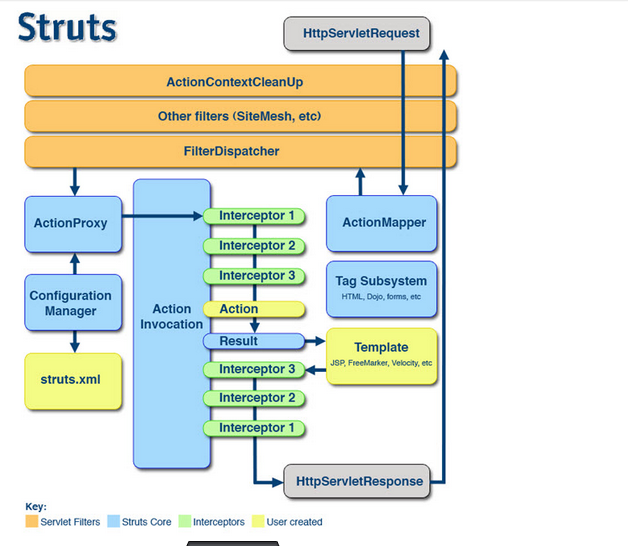 Struts
HttpServletRequest
ActionContextCleanUp
Other filters (SiteMesh, etc)
FilterDispatcher
ActionProxy
Configuration
Manager
struts.xml
Action
Invocation
Interceptor 1
Interceptor 2
Interceptor 3
Action
Result
Interceptor 3
Interceptor 2
Interceptor 1
ActionMapper
Tag Subsystem
HTML, Dojo, forms, etc
Template
JSP, FreeMarker, Velocity, etc
HttpServletResponse
Key:
Servlet Filters
Struts Core
Interceptors
User created